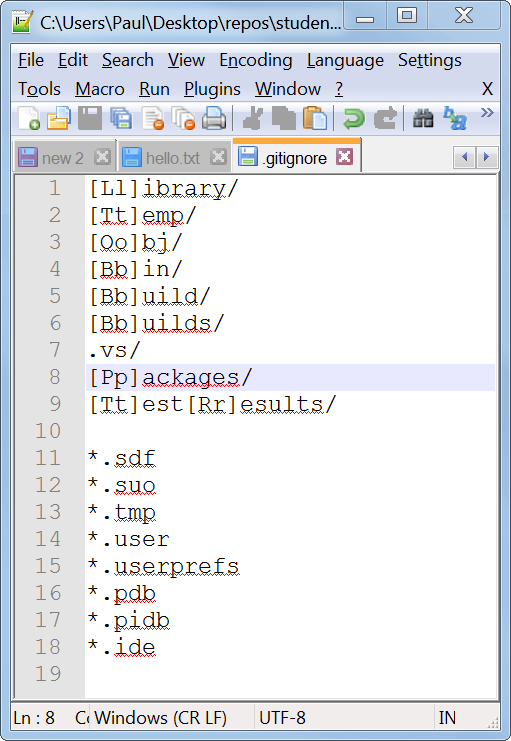 C:\Users\Paul\Desktop\repos\studen...
File Edit Search View Encoding Language Settings
Tools Macro Run Plugins Window ? X
new 2 hello.txt .gitignore
1 [Ll]ibrary/
2 [Tt]emp/
3 [Oo]bj/
4 [Bb]in/
5 [Bb]uild/
6 [Bb]uilds/
7 .vs/
8 [Pp]ackages/
9 [Tt]est[Rr]esults/
10
11 *.sdf
12 *.suo
13 *.tmp
14 *.user
15 *.userprefs
16 *.pdb
17 *.pidb
18 *.ide
19
Ln : 8 Windows (CR LF) UTF-8 IN